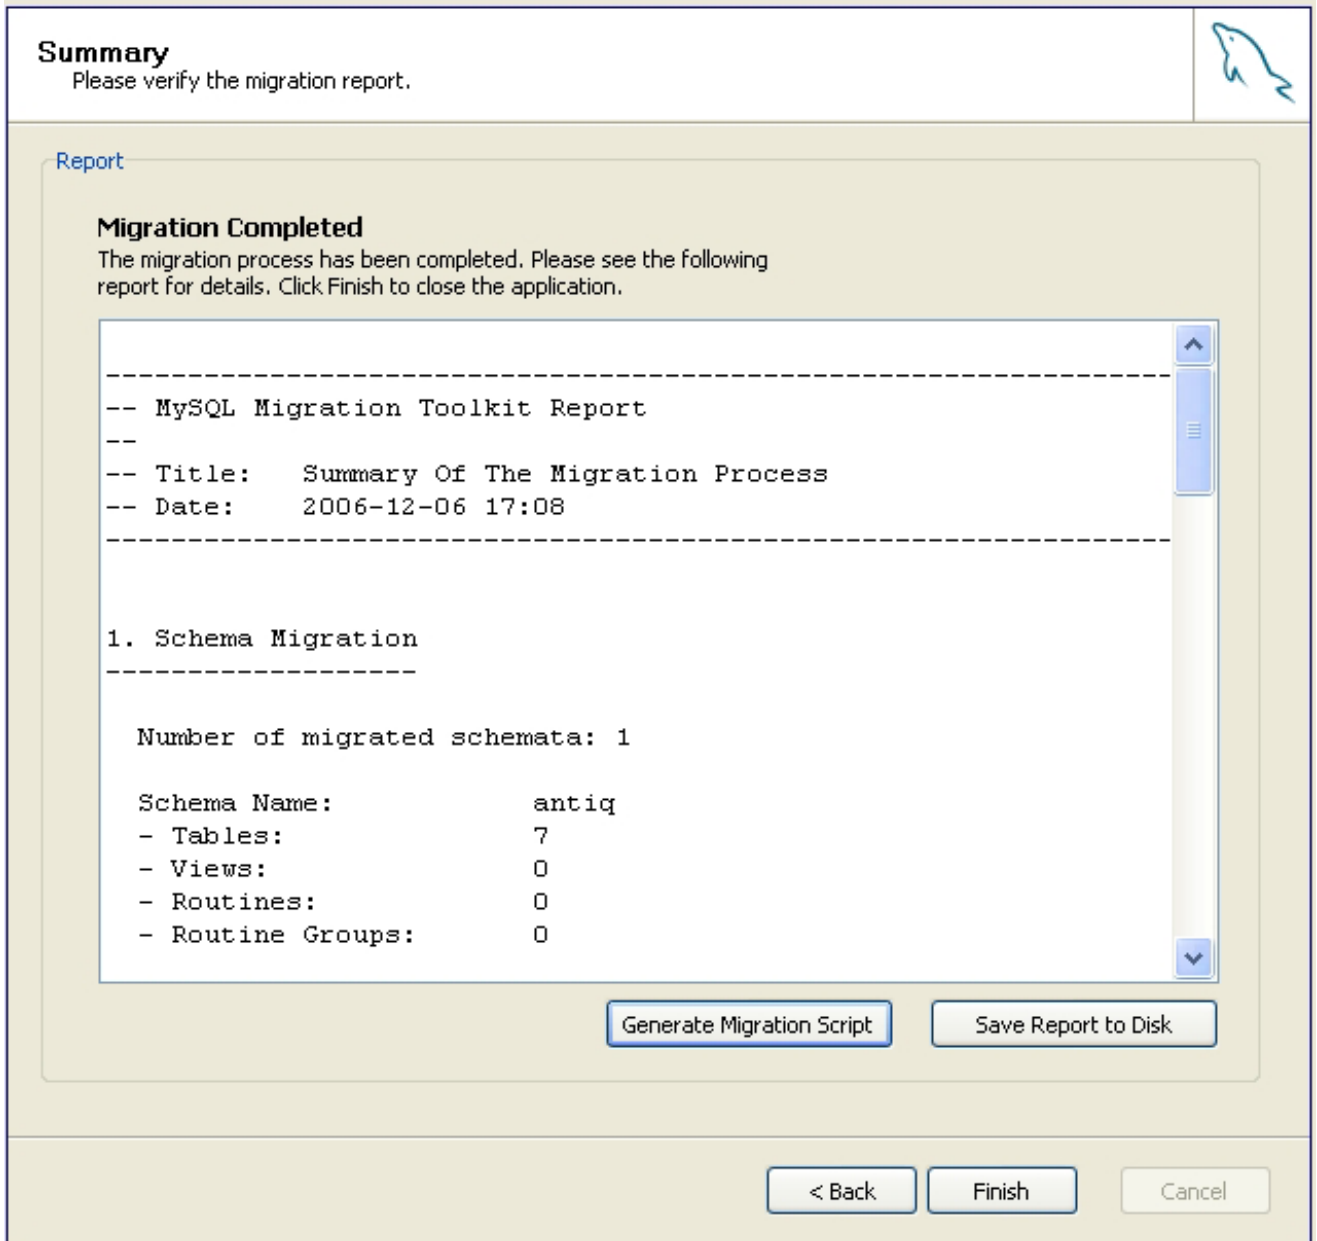 Summary
Please verify the migration report.
Report
Migration Completed
The migration process has been completed. Please see the following
report for details. Click Finish to close the application.
-----------------------------------------------------------------
-- MySQL Migration Toolkit Report
--
-- Title:   Summary Of The Migration Process
-- Date:    2006-12-06 17:08
-----------------------------------------------------------------
1. Schema Migration
-------------------
Number of migrated schemata: 1
Schema Name:            antiq
- Tables:               7
- Views:                0
- Routines:             0
- Routine Groups:       0
Generate Migration Script
Save Report to Disk
< Back
Finish
Cancel